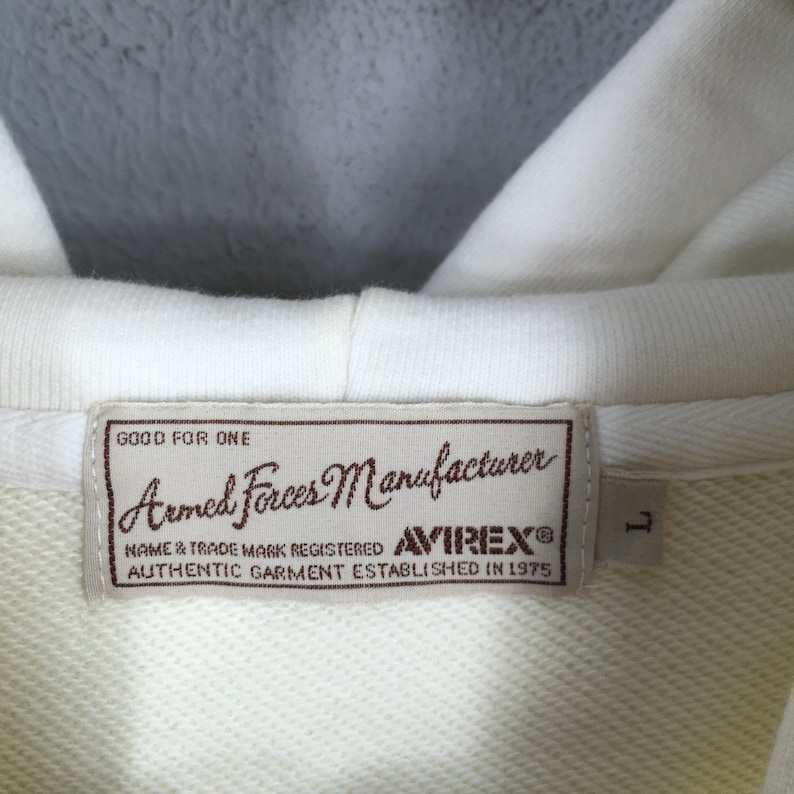 GOOD FOR ONE
Armed Forces Manufacturer
NAME & TRADE MARK REGISTERED AVIREX®
AUTHENTIC GARMENT ESTABLISHED IN 1975
L